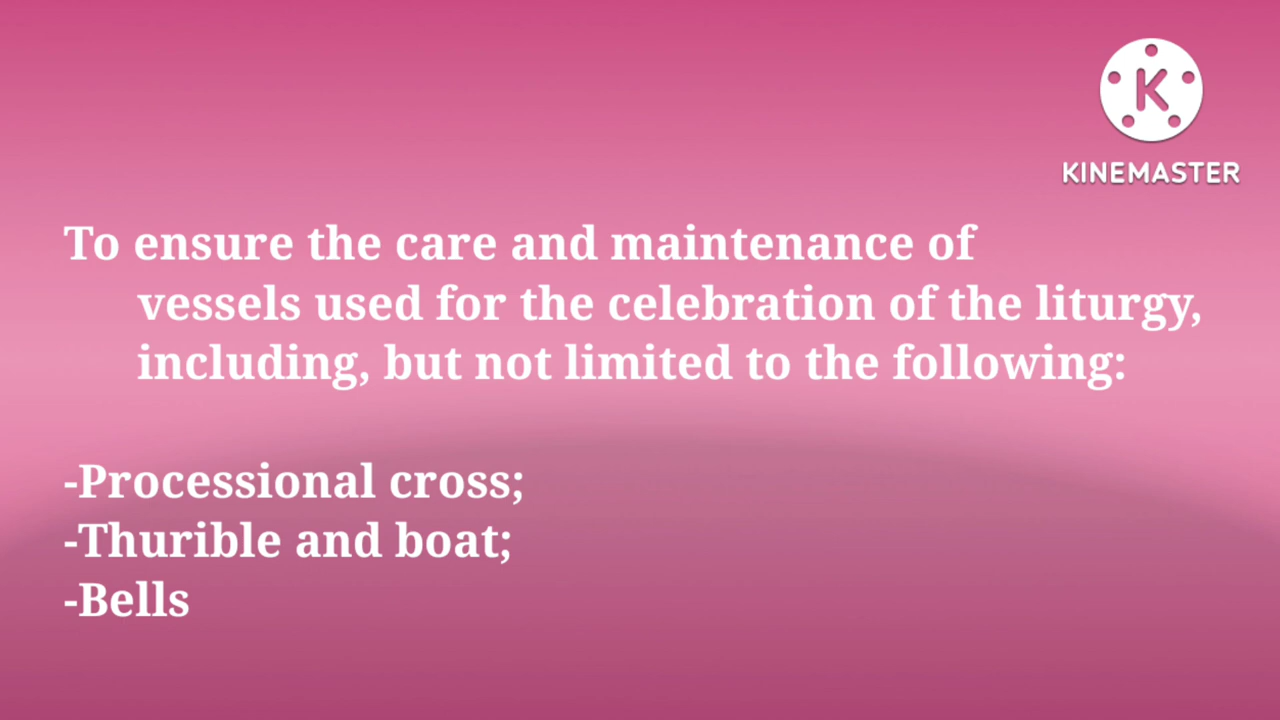 KINEMASTER
To ensure the care and maintenance of
vessels used for the celebration of the liturgy,
including, but not limited to the following:
-Processional cross;
-Thurible and boat;
-Bells